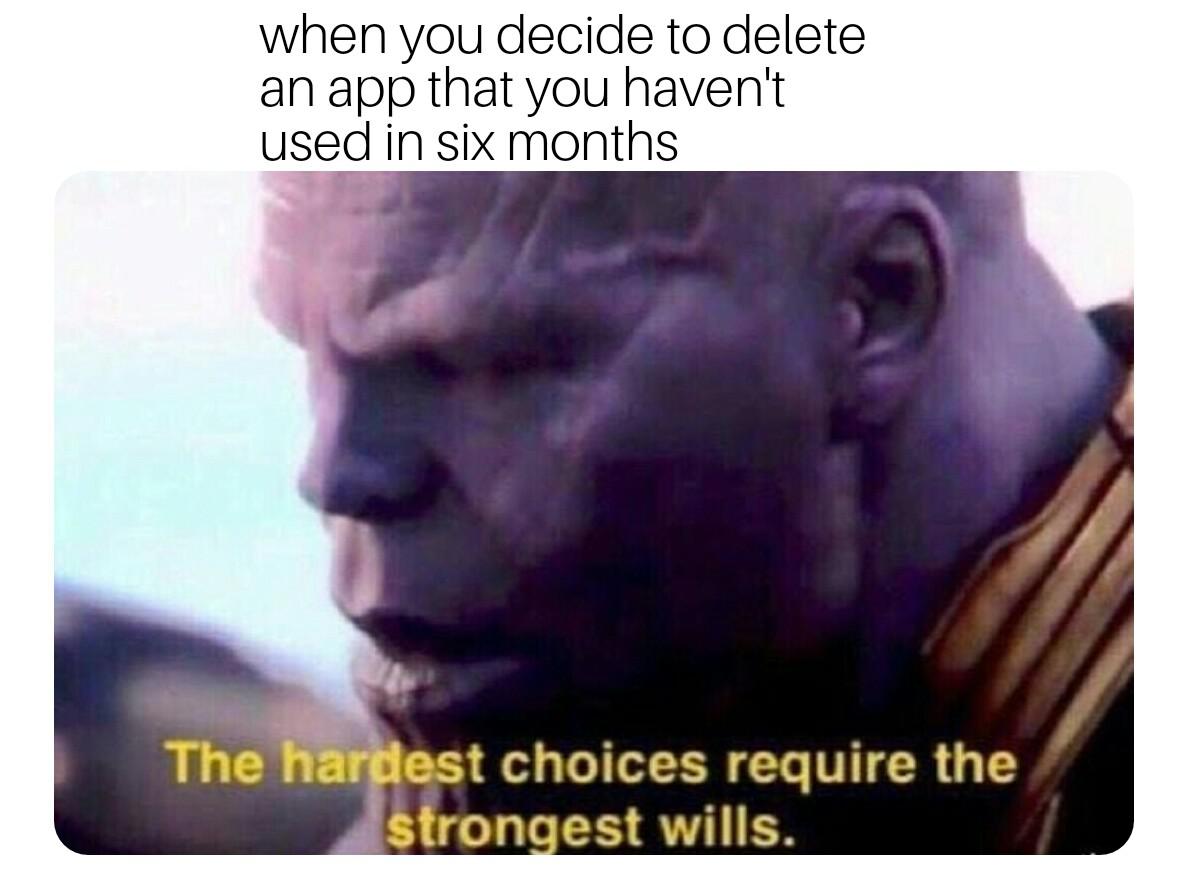 when you decide to delete
an app that you haven't
used in six months
The hardest choices require the
strongest wills.